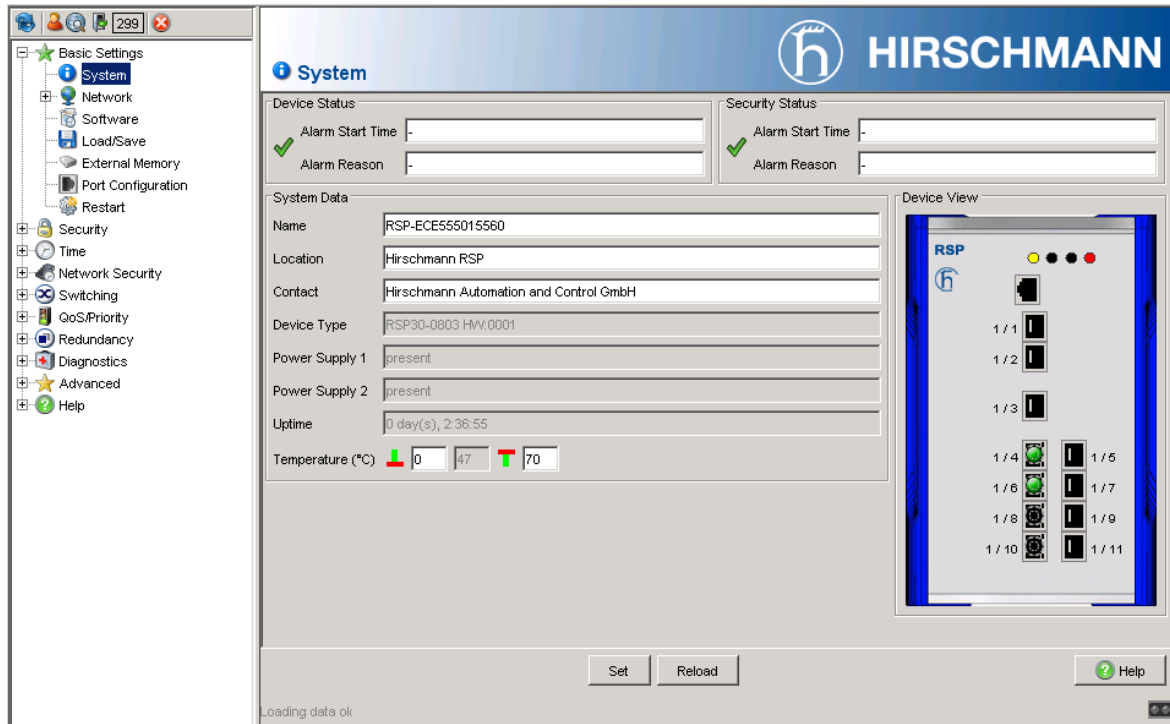 299
Basic Settings
System
Network
Software
Load/Save
External Memory
Port Configuration
Restart
Security
Time
Network Security
Switching
QoS/Priority
Redundancy
Diagnostics
Advanced
Help
System
HIRSCHMANN
Device Status
Alarm Start Time -
Alarm Reason -
Security Status
Alarm Start Time -
Alarm Reason -
System Data
Name RSP-ECE555015560
Location Hirschmann RSP
Contact Hirschmann Automation and Control GmbH
Device Type RSP30-0803 HW:0001
Power Supply 1 present
Power Supply 2 present
Uptime 0 day(s), 2:36:55
Temperature (°C) 0 47 70
Device View
RSP
1 / 1
1 / 2
1 / 3
1 / 4 1 / 5
1 / 6 1 / 7
1 / 8 1 / 9
1 / 10 1 / 11
Set Reload Help
Loading data ok